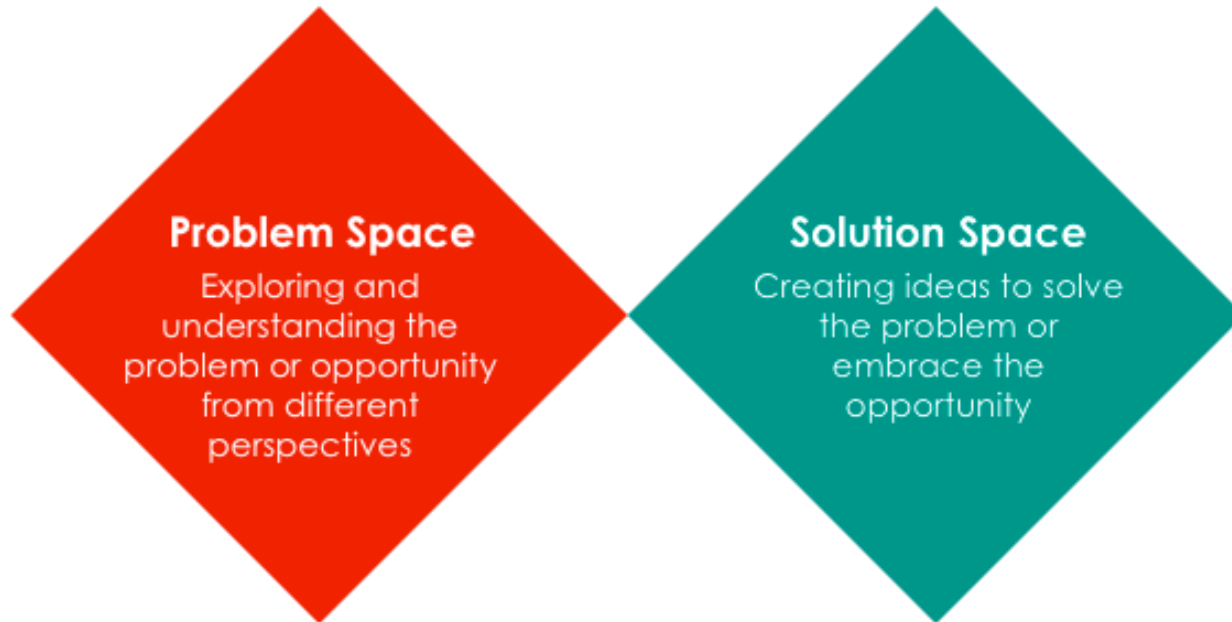 Problem Space
Exploring and
understanding the
problem or opportunity
from different
perspectives
Solution Space
Creating ideas to solve
the problem or
embrace the
opportunity